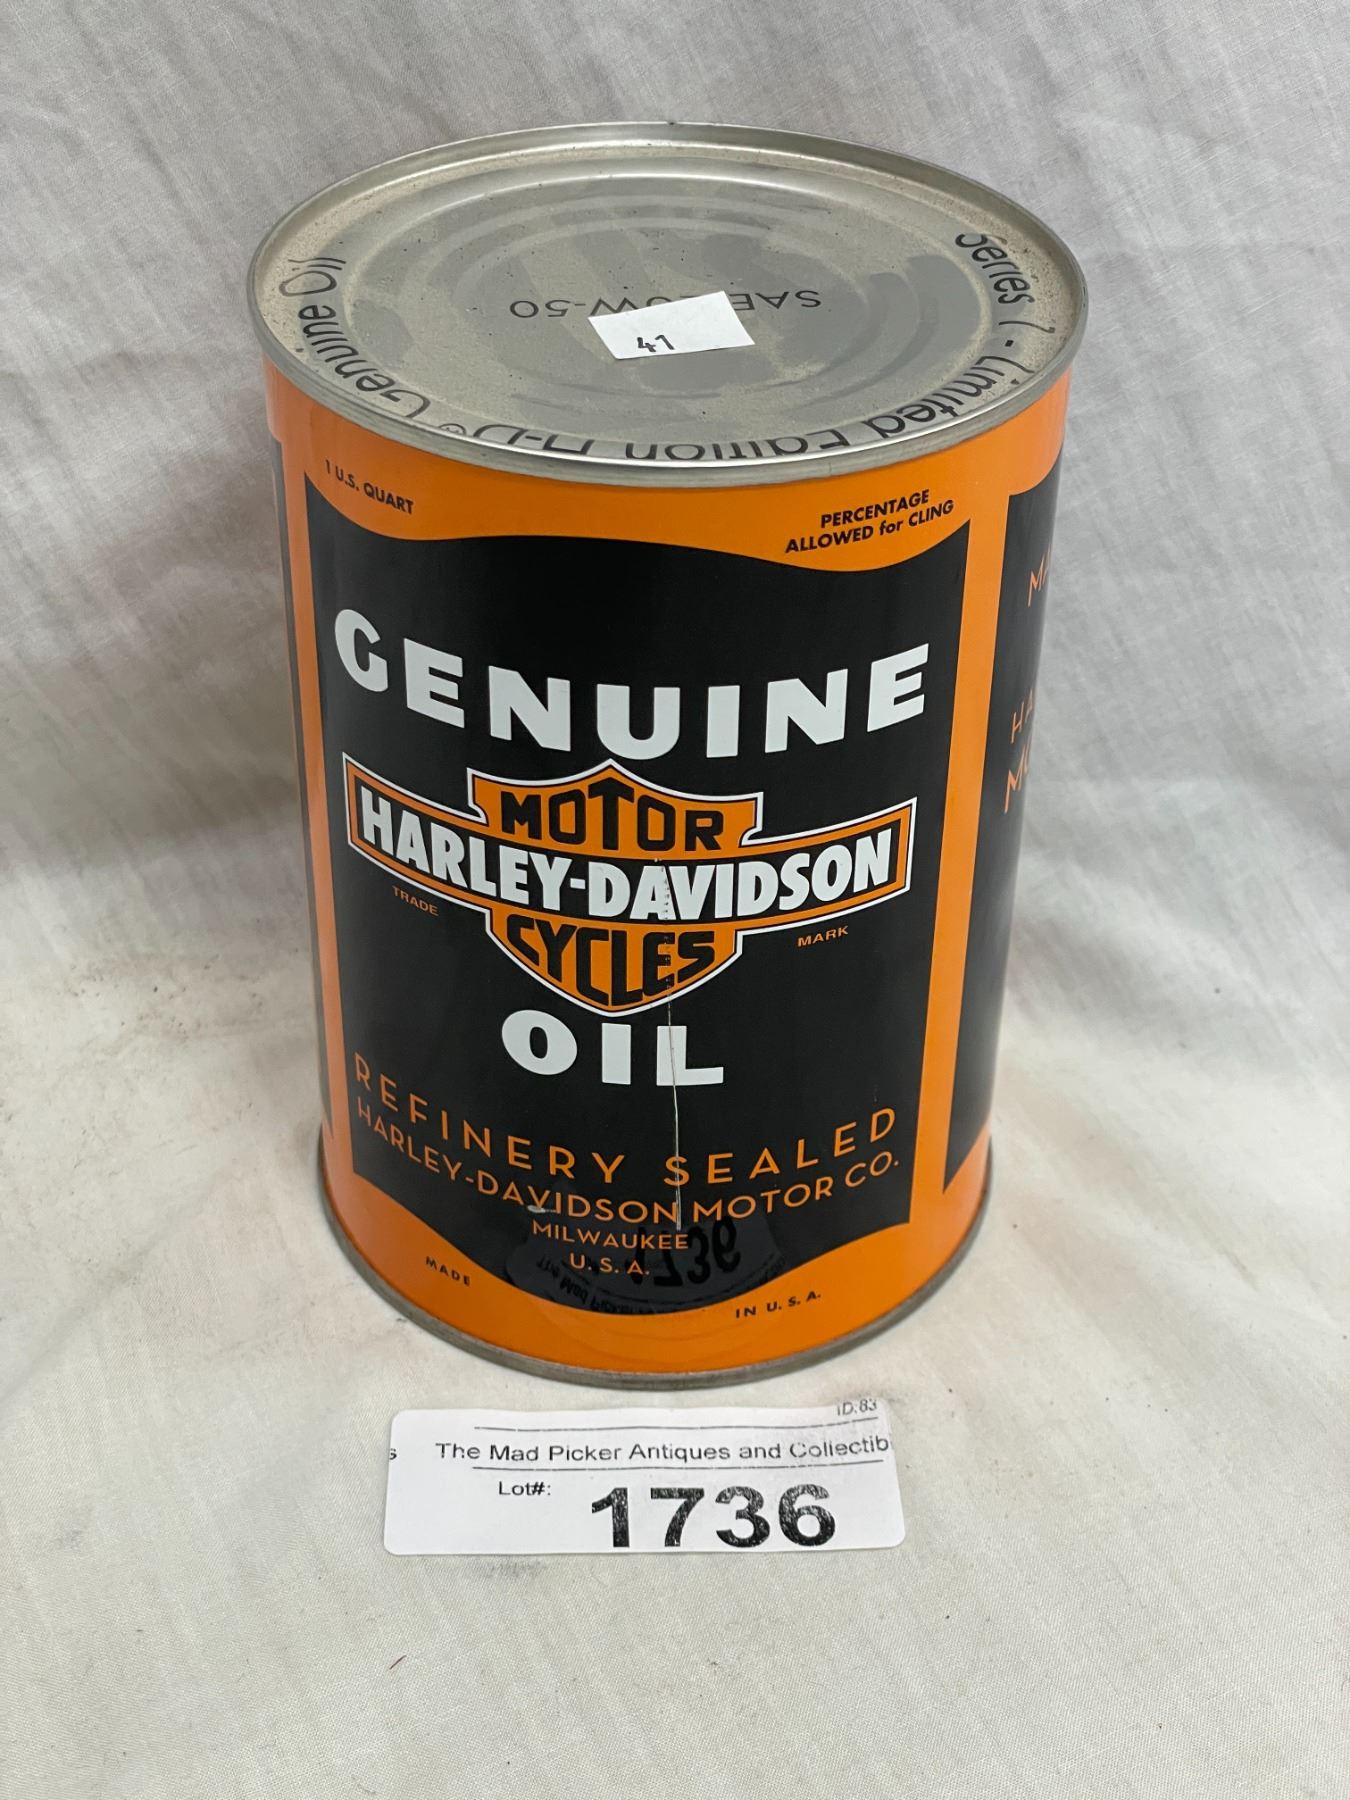 Series 1 - Limited Edition H-D® Genuine Oil
SAE 20W-50
41
1 U.S. QUART
PERCENTAGE
ALLOWED for CLING
GENUINE
MOTOR
HARLEY-DAVIDSON
CYCLES
TRADE
MARK
OIL
REFINERY SEALED
HARLEY-DAVIDSON MOTOR CO.
MILWAUKEE
U. S. A.
MADE
IN U. S. A.
ID:83
The Mad Picker Antiques and Collectib
Lot#:
1736